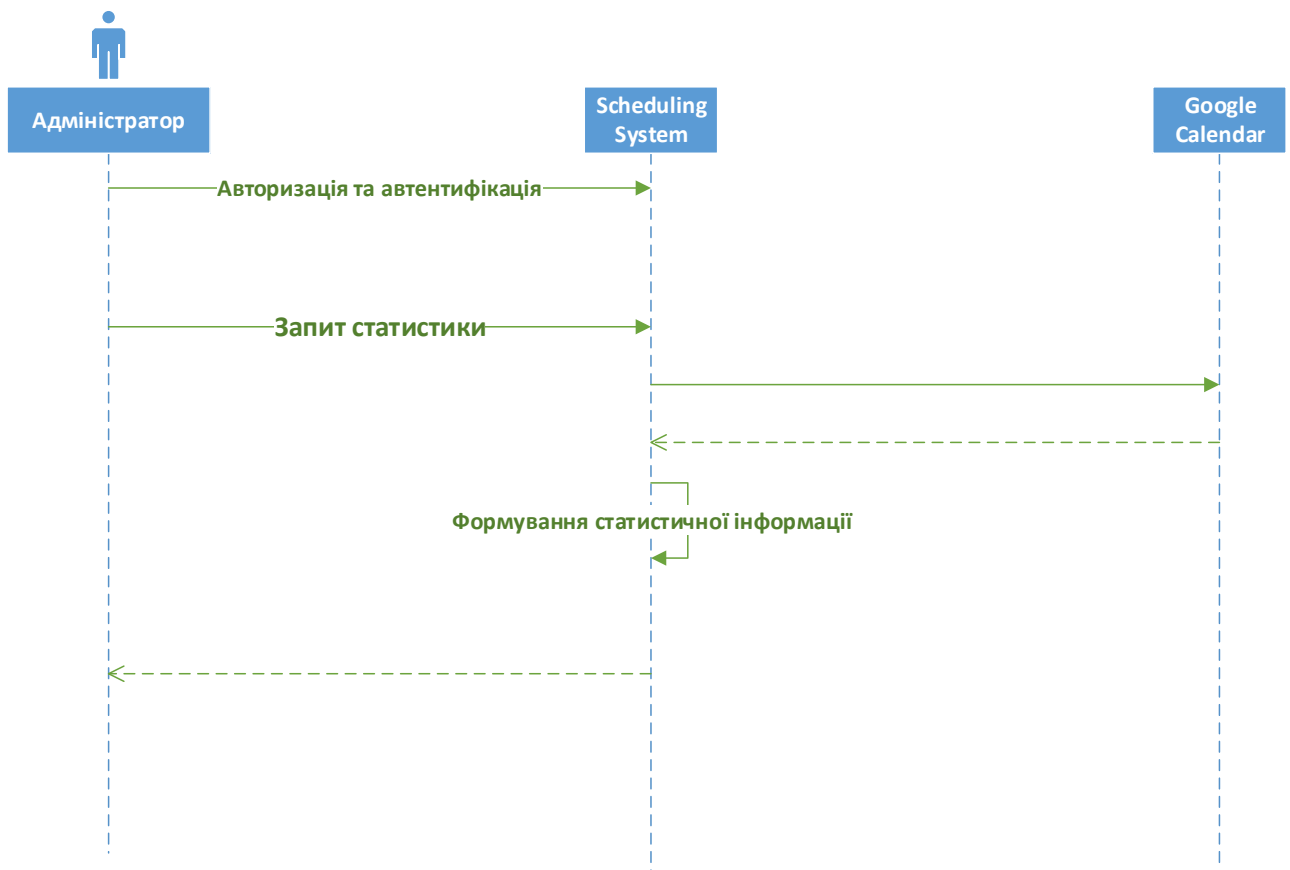 Адміністратор
Scheduling
System
Google
Calendar
Авторизація та автентифікація
Запит статистики
Формування статистичної інформації